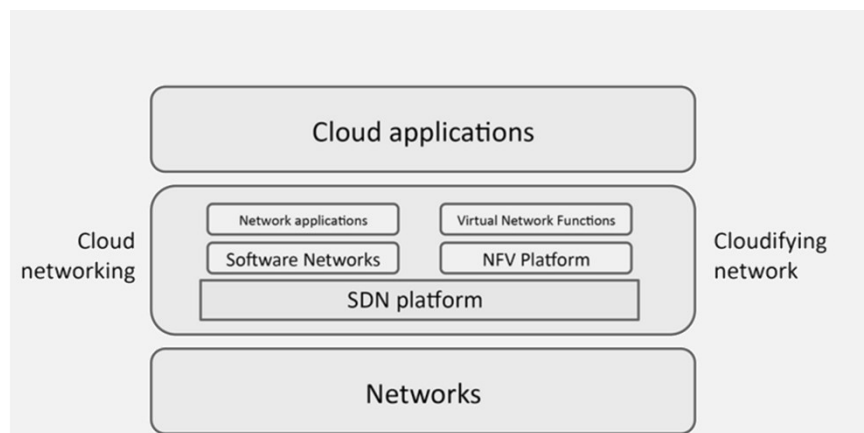 Cloud applications
Network applications
Virtual Network Functions
Cloud
networking
Software Networks
NFV Platform
Cloudifying
network
SDN platform
Networks